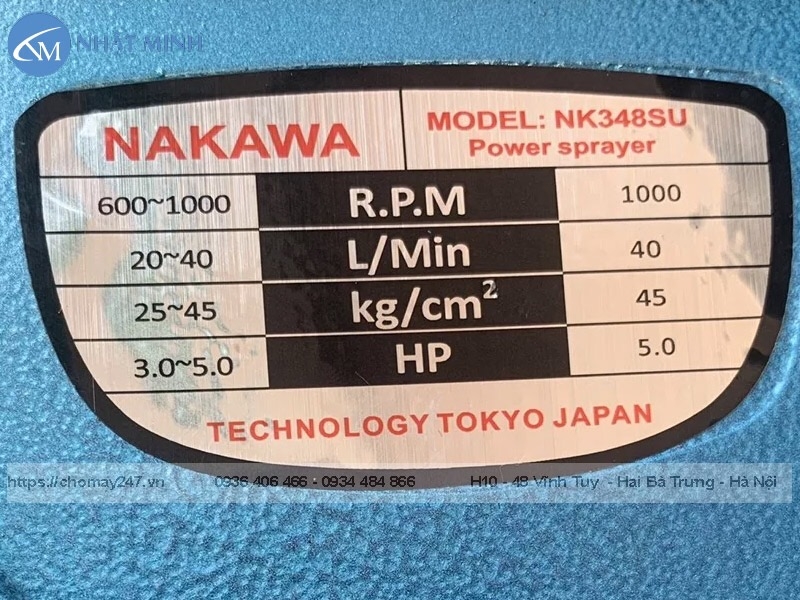 NM NHẬT MINH
NAKAWA
MODEL: NK348SU
Power sprayer
600~1000 R.P.M 1000
20~40 L/Min 40
25~45 kg/cm² 45
3.0~5.0 HP 5.0
TECHNOLOGY TOKYO JAPAN
https://chomay247.vn 0936 406 466 - 0934 484 866 H10 - 48 Vĩnh Tuy - Hai Bà Trưng - Hà Nội